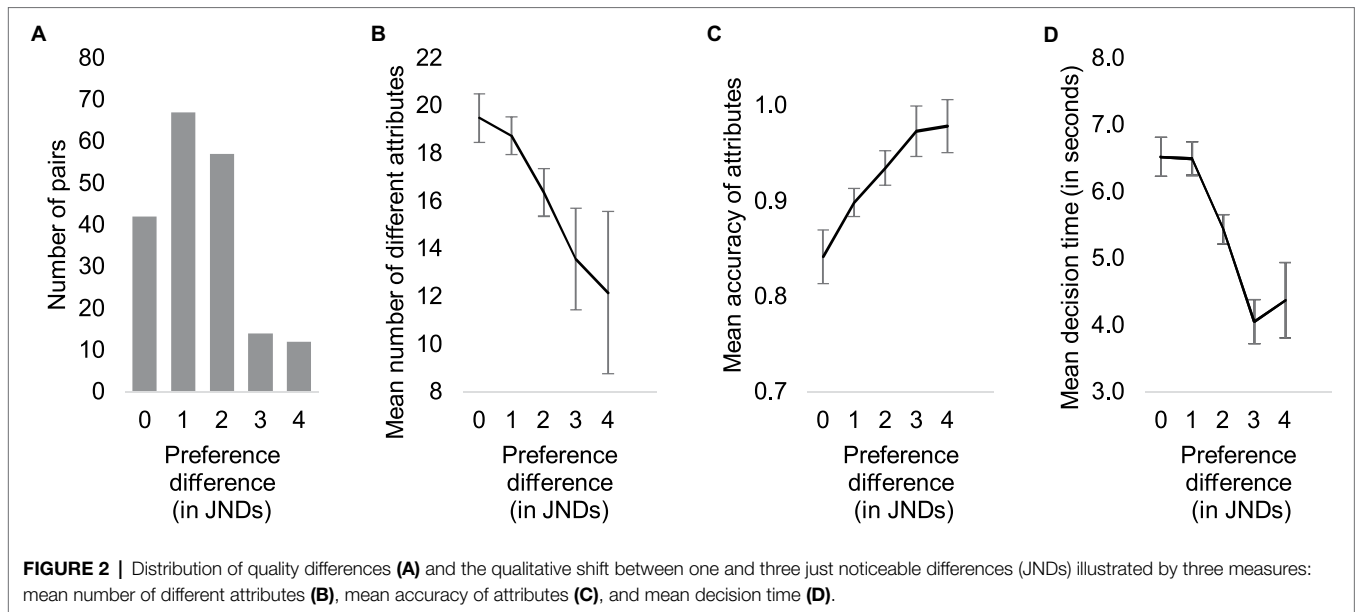 A
Number of pairs
80
70
60
50
40
30
20
10
0
0 1 2 3 4
Preference
difference
(in JNDs)
B
Mean number of different attributes
22
20
18
16
14
12
10
8
0 1 2 3 4
Preference
difference
(in JNDs)
C
Mean accuracy of attributes
1.0
0.9
0.8
0.7
0 1 2 3 4
Preference
difference
(in JNDs)
D
Mean decision time (in seconds)
8.0
7.0
6.0
5.0
4.0
3.0
0 1 2 3 4
Preference
difference
(in JNDs)
FIGURE 2 | Distribution of quality differences (A) and the qualitative shift between one and three just noticeable differences (JNDs) illustrated by three measures:
mean number of different attributes (B), mean accuracy of attributes (C), and mean decision time (D).